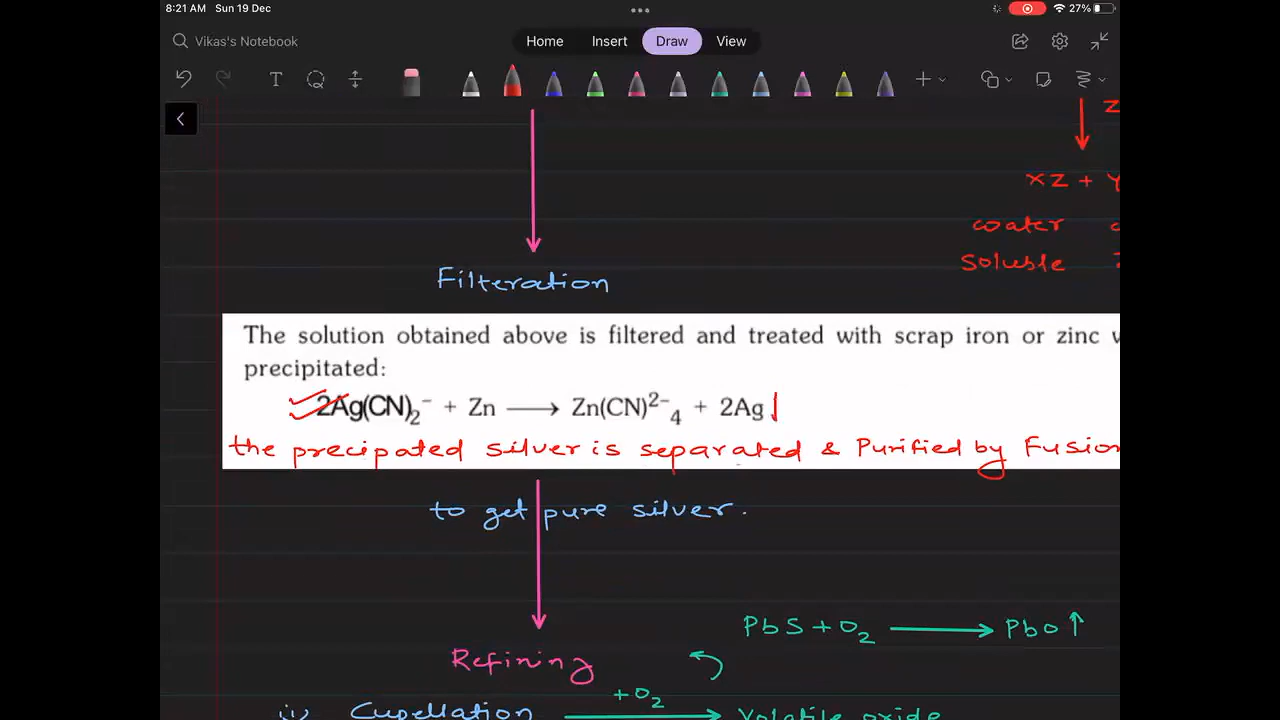 8:21 AM Sun 19 Dec
27%
Vikas's Notebook
Home Insert Draw View
XZ +
coater
soluble
Filteration
The solution obtained above is filtered and treated with scrap iron or zinc
precipitated:
2Ag(CN)₂⁻ + Zn ⟶ Zn(CN)²⁻₄ + 2Ag↓
the precipated silver is separated & Purified by Fusion
to get pure silver.
PbS + O₂ ⟶ PbO↑
Refining
+O₂
ii) Cupellation ⟶ volatile oxide